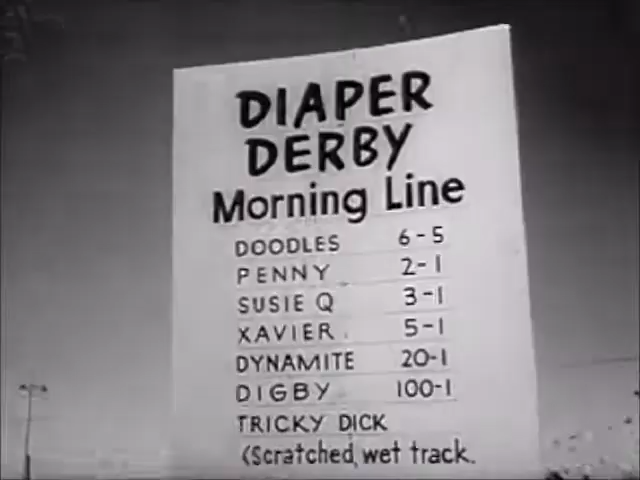 DIAPER
DERBY
Morning Line
DOODLES 6-5
PENNY 2-1
SUSIE Q 3-1
XAVIER 5-1
DYNAMITE 20-1
DIGBY 100-1
TRICKY DICK
(Scratched, wet track.